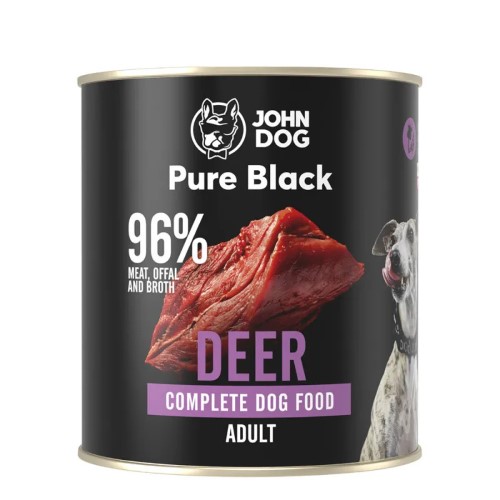 JOHN
DOG
Pure Black
96%
MEAT, OFFAL
AND BROTH
DEER
COMPLETE DOG FOOD
ADULT